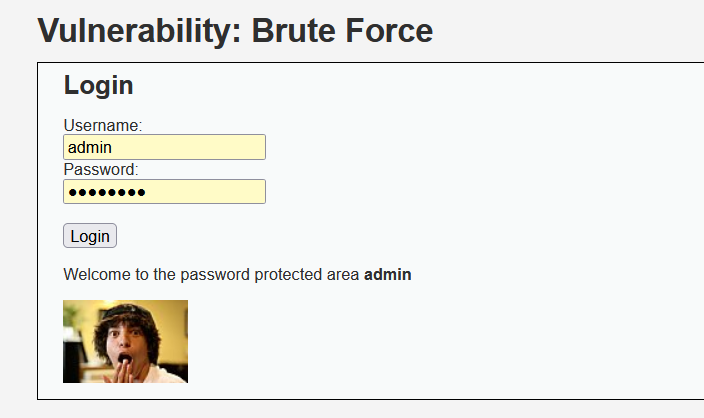 Vulnerability: Brute Force
Login
Username:
admin
Password:
●●●●●●●●
Login
Welcome to the password protected area admin